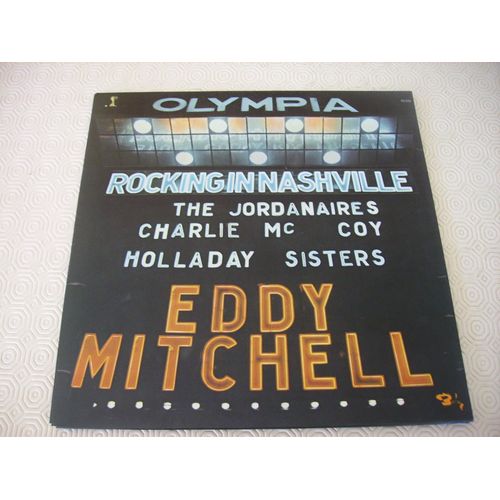 OLYMPIA
ROCKING IN NASHVILLE
THE JORDANAIRES
CHARLIE Mc COY
HOLLADAY SISTERS
EDDY
MITCHELL